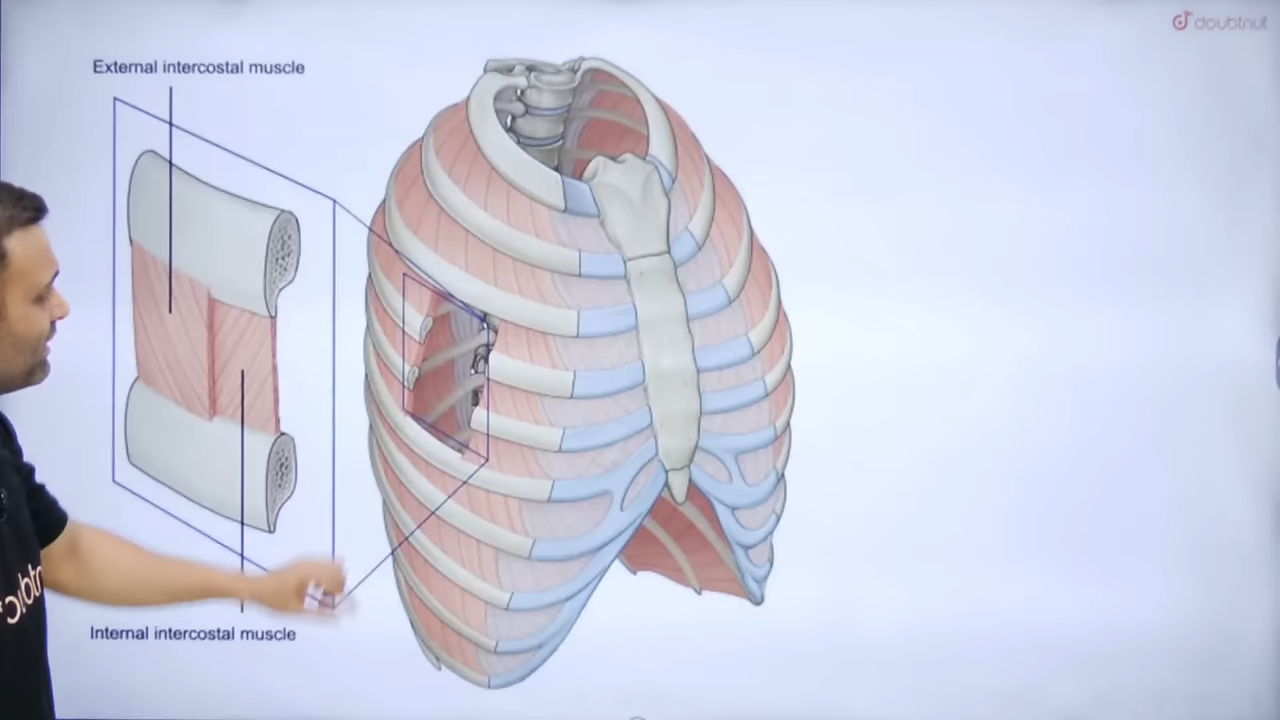 doubtnut
External intercostal muscle
Internal intercostal muscle